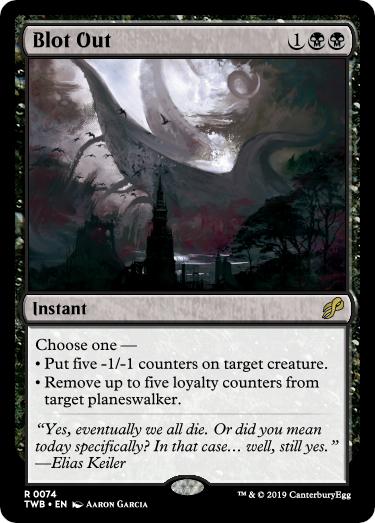 Blot Out 1
Instant
Choose one —
• Put five -1/-1 counters on target creature.
• Remove up to five loyalty counters from
target planeswalker.
“Yes, eventually we all die. Or did you mean
today specifically? In that case… well, still yes.”
—Elias Keiler
R 0074
TWB • EN Aaron Garcia
™ & © 2019 CanterburyEgg